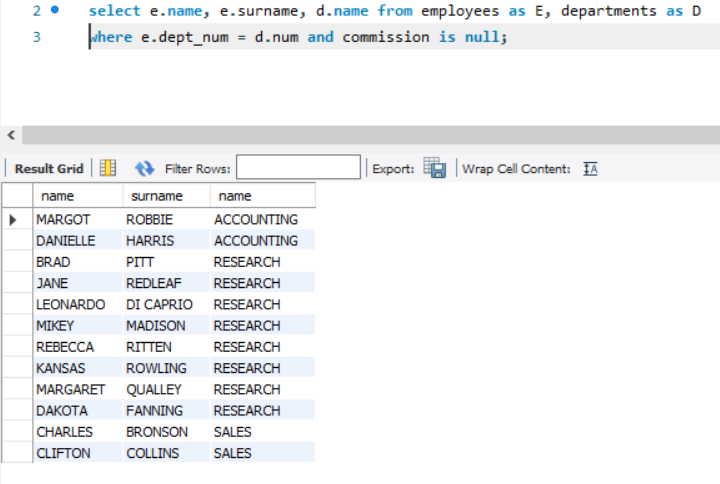 2 select e.name, e.surname, d.name from employees as E, departments as D
3 where e.dept_num = d.num and commission is null;
Result Grid Filter Rows: Export: Wrap Cell Content: IA
name surname name
MARGOT ROBBIE ACCOUNTING
DANIELLE HARRIS ACCOUNTING
BRAD PITT RESEARCH
JANE REDLEAF RESEARCH
LEONARDO DI CAPRIO RESEARCH
MIKEY MADISON RESEARCH
REBECCA RITTEN RESEARCH
KANSAS ROWLING RESEARCH
MARGARET QUALLEY RESEARCH
DAKOTA FANNING RESEARCH
CHARLES BRONSON SALES
CLIFTON COLLINS SALES